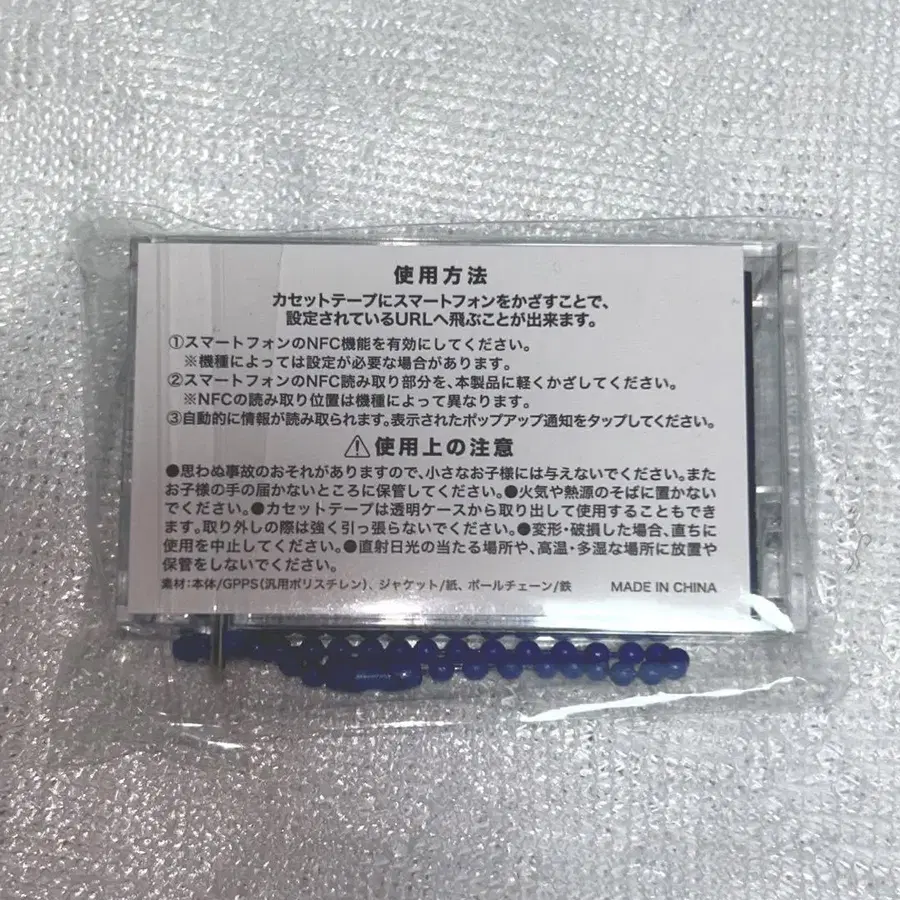 使用方法
カセットテープにスマートフォンをかざすことで、
設定されているURLへ飛ぶことが出来ます。
①スマートフォンのNFC機能を有効にしてください。
※機種によっては設定が必要な場合があります。
②スマートフォンのNFC読み取り部分を、本製品に軽くかざしてください。
※NFCの読み取り位置は機種によって異なります。
③自動的に情報が読み取られます。表示されたポップアップ通知をタップしてください。
⚠使用上の注意
●思わぬ事故のおそれがありますので、小さなお子様には与えないでください。また
お子様の手の届かないところに保管してください。●火気や熱源のそばに置かない
でください。●カセットテープは透明ケースから取り出して使用することもでき
ます。取り外しの際は強く引っ張らないでください。●変形・破損した場合、直ちに
使用を中止してください。●直射日光の当たる場所や、高温・多湿な場所に放置や
保管をしないでください。
素材:本体/GPPS(汎用ポリスチレン)、ジャケット/紙、ボールチェーン/鉄 MADE IN CHINA